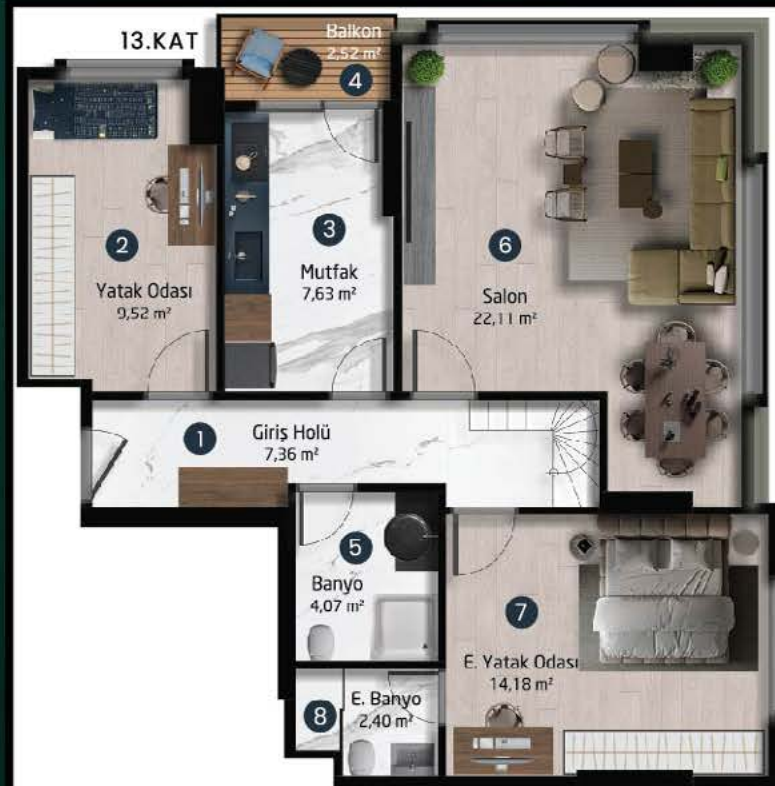 13.KAT
Balkon
2,52 m²
4
2
Yatak Odası
9,52 m²
3
Mutfak
7,63 m²
6
Salon
22,11 m²
1
Giriş Holü
7,36 m²
5
Banyo
4,07 m²
7
E. Yatak Odası
14,18 m²
8
E. Banyo
2,40 m²